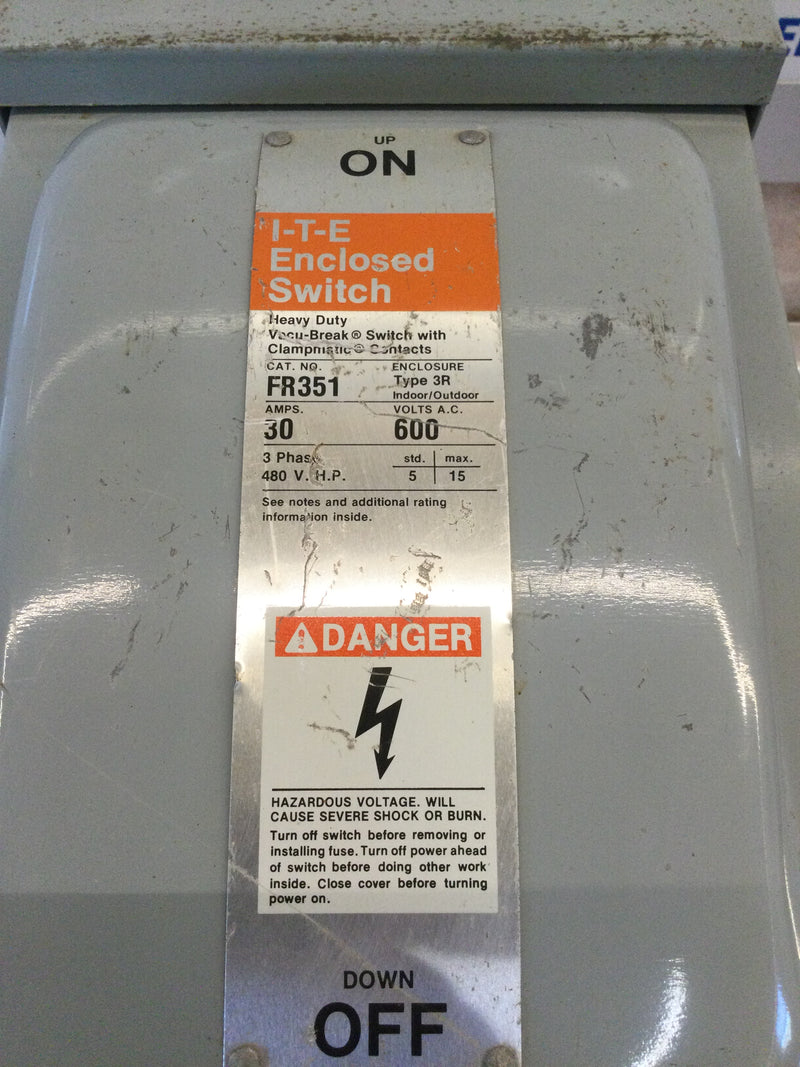 UP
ON
I-T-E
Enclosed
Switch
Heavy Duty
Vacu-Break® Switch with
Clampmatic® Contacts
CAT. NO. ENCLOSURE
FR351 Type 3R
Indoor/Outdoor
AMPS. VOLTS A.C.
30 600
3 Phase std. max.
480 V. H.P. 5 15
See notes and additional rating
information inside.
DANGER
HAZARDOUS VOLTAGE. WILL
CAUSE SEVERE SHOCK OR BURN.
Turn off switch before removing or
installing fuse. Turn off power ahead
of switch before doing other work
inside. Close cover before turning
power on.
DOWN
OFF